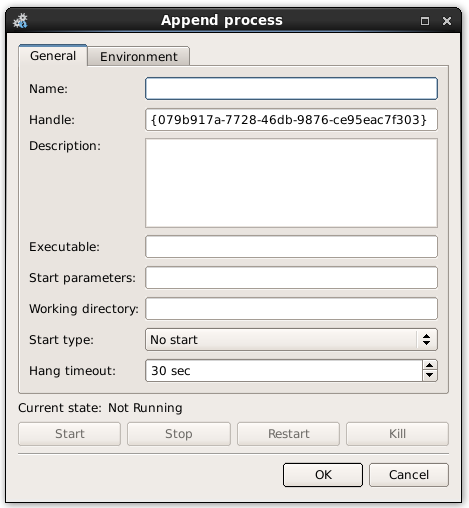 Append process
General Environment
Name:
Handle: {079b917a-7728-46db-9876-ce95eac7f303}
Description:
Executable:
Start parameters:
Working directory:
Start type: No start
Hang timeout: 30 sec
Current state: Not Running
Start Stop Restart Kill
OK Cancel